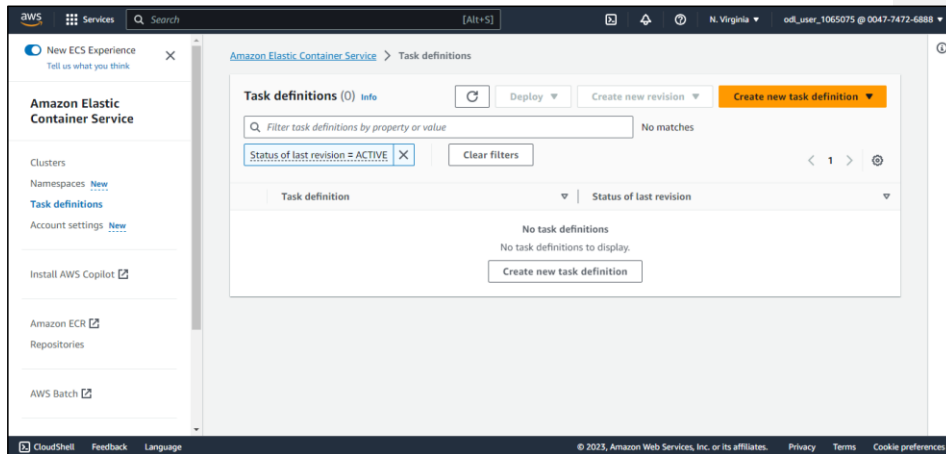 aws Services Search [Alt+S] N. Virginia ▼ odl_user_1065075 @ 0047-7472-6888 ▼
New ECS Experience
Tell us what you think
Amazon Elastic
Container Service
Clusters
Namespaces New
Task definitions
Account settings New
Install AWS Copilot
Amazon ECR
Repositories
AWS Batch
Amazon Elastic Container Service > Task definitions
Task definitions (0) Info Deploy ▼ Create new revision ▼ Create new task definition ▼
Filter task definitions by property or value No matches
Status of last revision = ACTIVE Clear filters
< 1 >
Task definition Status of last revision
No task definitions
No task definitions to display.
Create new task definition
CloudShell Feedback Language © 2023, Amazon Web Services, Inc. or its affiliates. Privacy Terms Cookie preferences